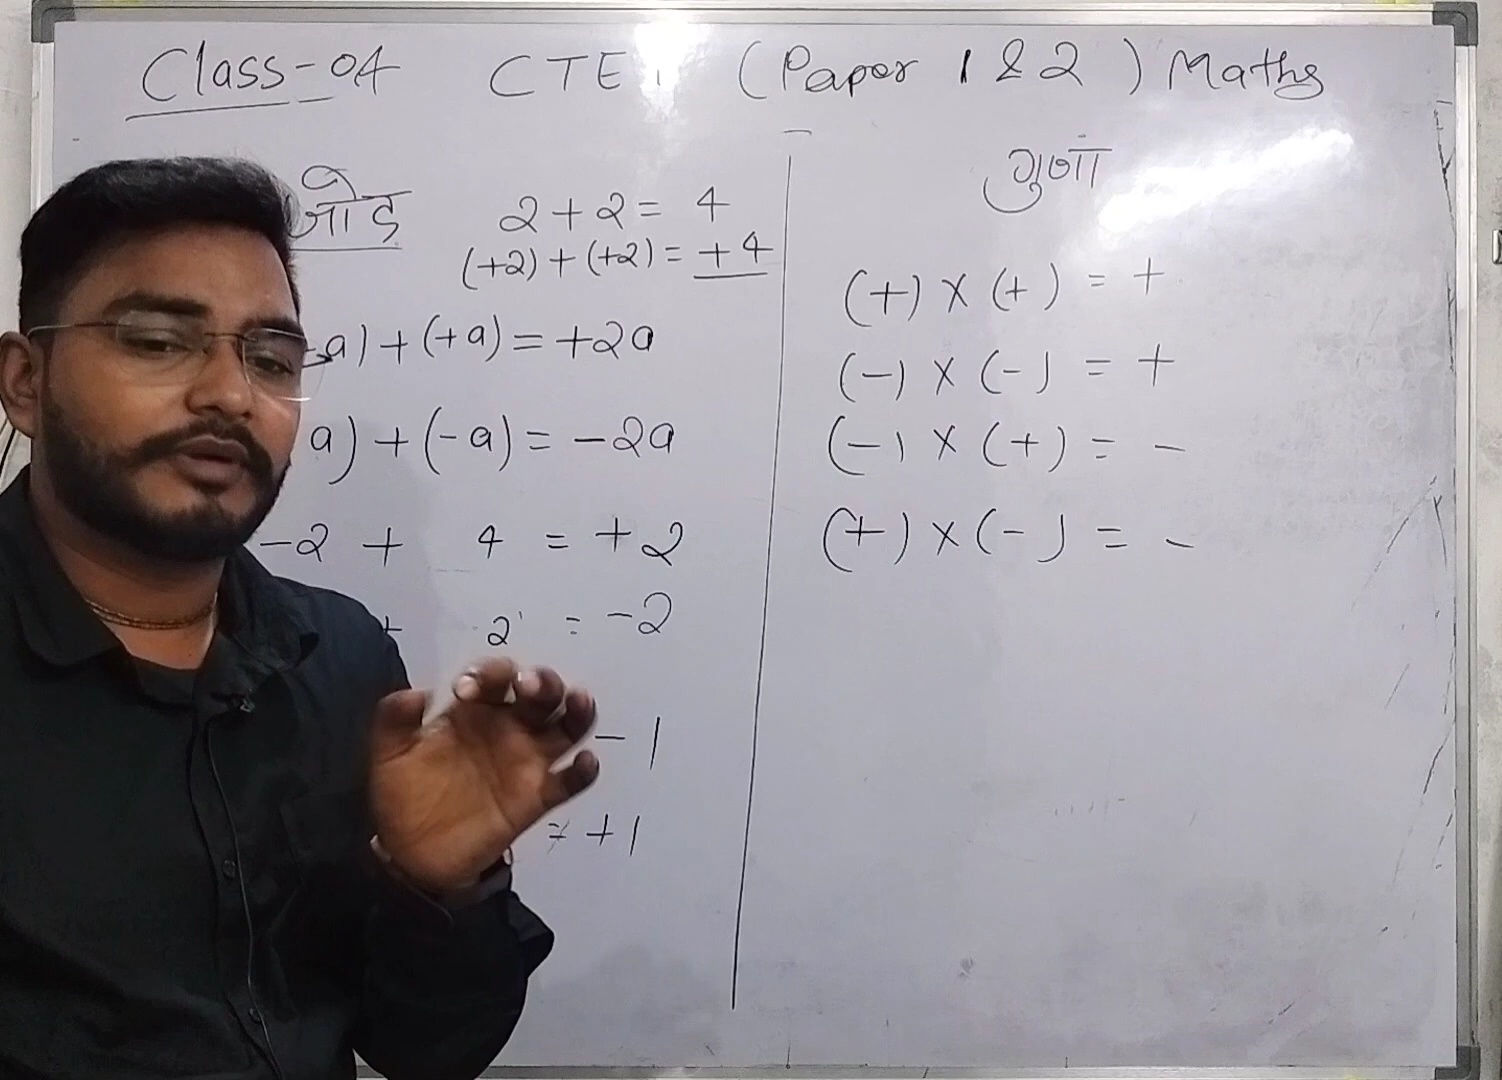 Class-04 CTE (Paper 1 & 2) Maths
जोड़ 2 + 2 = 4
(+2) + (+2) = +4
a) + (+a) = +2a
a) + (-a) = -2a
-2 + 4 = +2
+ 2 = -2
-1
= +1
गुणा
(+) × (+) = +
(-) × (-) = +
(-) × (+) = -
(+) × (-) = -